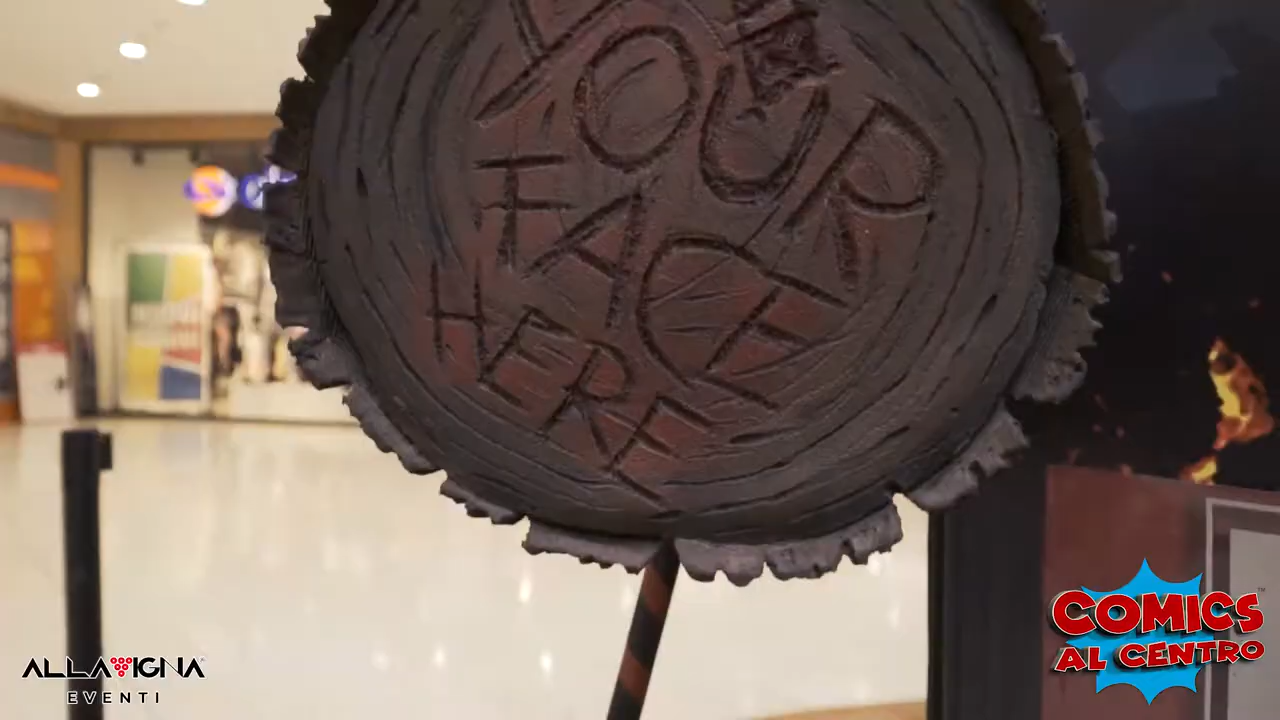 YOUR
FACE
HERE
ALLAVIGNA
EVENTI
COMICS
AL CENTRO